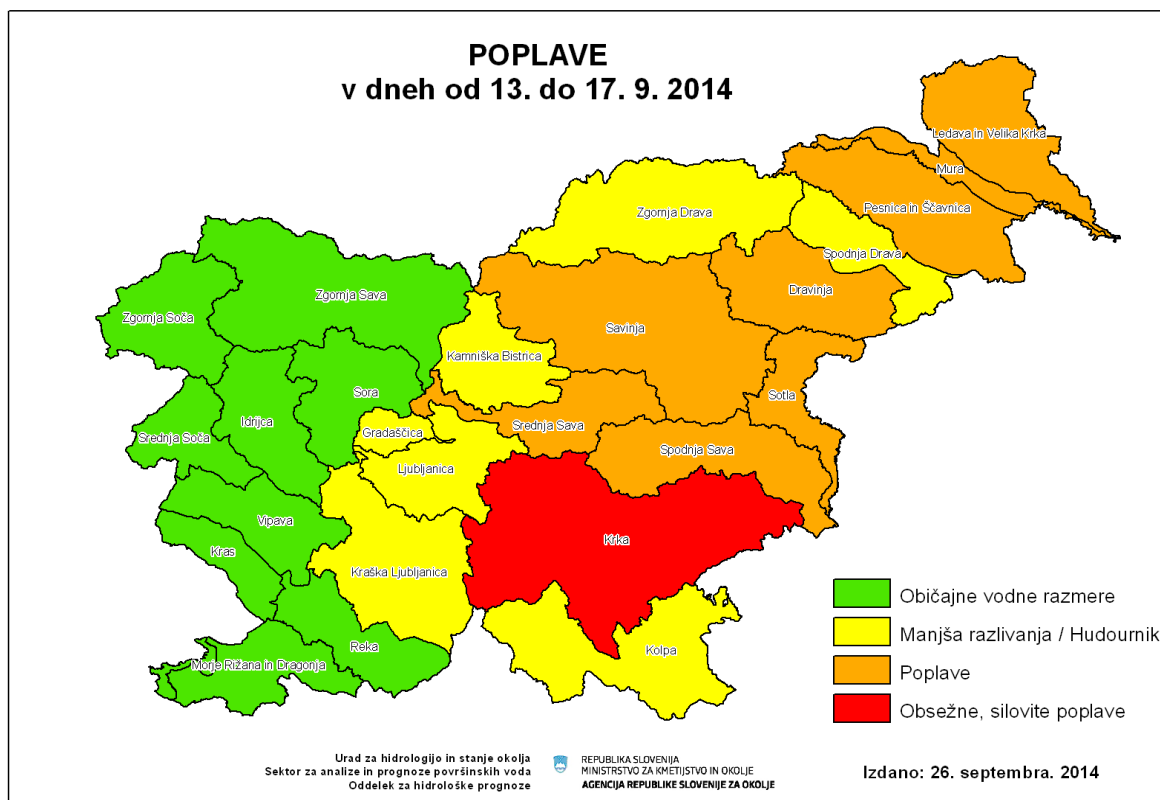 POPLAVE
v dneh od 13. do 17. 9. 2014
Ledava in Velika Krka
Mura
Pesnica in Ščavnica
Zgornja Drava
Spodnja Drava
Dravinja
Zgornja Sava
Zgornja Soča
Savinja
Kamniška Bistrica
Sora
Sotla
Idrijca
Srednja Sava
Gradaščica
Srednja Soča
Spodnja Sava
Ljubljanica
Vipava
Krka
Kras
Kraška Ljubljanica
Reka
Kolpa
Morje Rižana in Dragonja
Običajne vodne razmere
Manjša razlivanja / Hudournik
Poplave
Obsežne, silovite poplave
Urad za hidrologijo in stanje okolja
Sektor za analize in prognoze površinskih voda
Oddelek za hidrološke prognoze
REPUBLIKA SLOVENIJA
MINISTRSTVO ZA KMETIJSTVO IN OKOLJE
AGENCIJA REPUBLIKE SLOVENIJE ZA OKOLJE
Izdano: 26. septembra. 2014